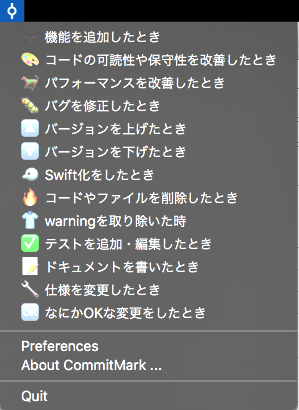 機能を追加したとき
コードの可読性や保守性を改善したとき
パフォーマンスを改善したとき
バグを修正したとき
バージョンを上げたとき
バージョンを下げたとき
Swift化をしたとき
コードやファイルを削除したとき
warningを取り除いた時
テストを追加・編集したとき
ドキュメントを書いたとき
仕様を変更したとき
OK なにかOKな変更をしたとき
Preferences
About CommitMark ...
Quit